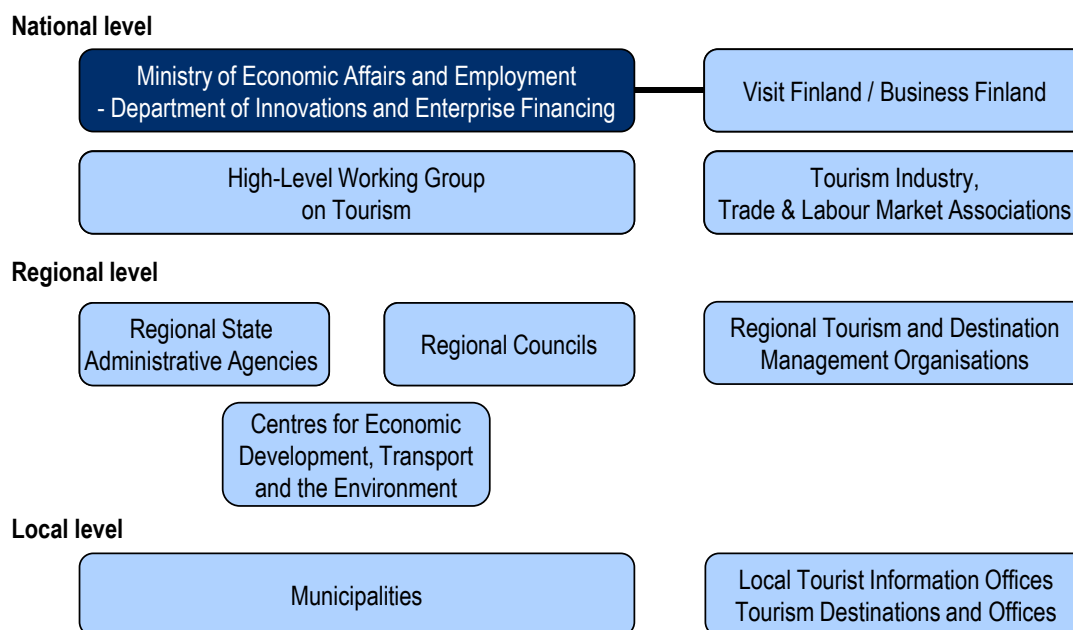 National level
Ministry of Economic Affairs and Employment
- Department of Innovations and Enterprise Financing
Visit Finland / Business Finland
High-Level Working Group
on Tourism
Tourism Industry,
Trade & Labour Market Associations
Regional level
Regional State
Administrative Agencies
Regional Councils
Regional Tourism and Destination
Management Organisations
Centres for Economic
Development, Transport
and the Environment
Local level
Municipalities
Local Tourist Information Offices
Tourism Destinations and Offices